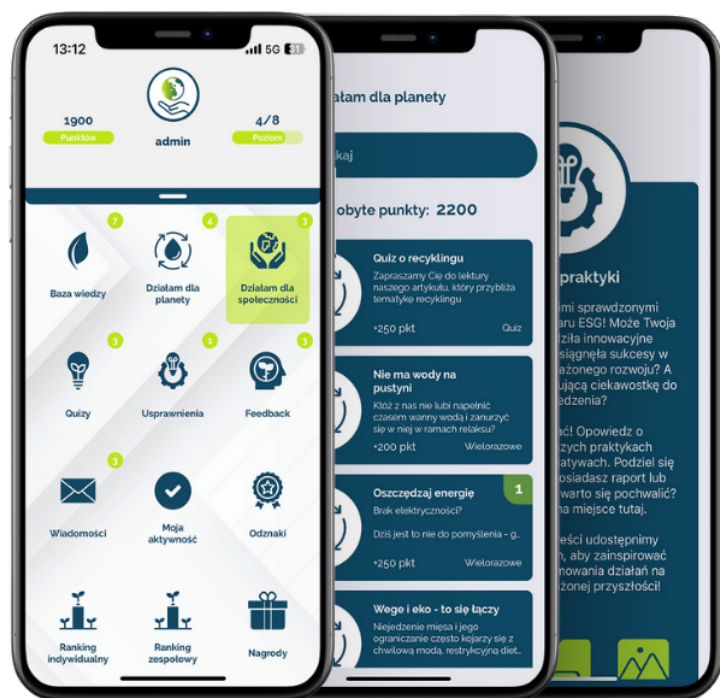 13:12
5G 31
1900
Punktów
admin
4/8
Poziom
7
Baza wiedzy
4
Działam dla
planety
3
Działam dla
społeczności
3
Quizy
1
Usprawnienia
3
Feedback
3
Wiadomości
Moja
aktywność
Odznaki
Ranking
indywidualny
Ranking
zespołowy
Nagrody
ałam dla planety
kaj
obyte punkty: 2200
Quiz o recyklingu
Zapraszamy Cię do lektury
naszego artykułu, który przybliża
tematykę recyklingu
+250 pkt
Quiz
Nie ma wody na
pustyni
Któż z nas nie lubi napełnić
czasem wanny wodą i zanurzyć
się w niej w ramach relaksu?
+200 pkt
Wielorazowe
Oszczędzaj energię
1
Brak elektryczności?
Dziś jest to nie do pomyślenia - g...
+250 pkt
Wielorazowe
Wege i eko - to się łączy
Niejedzenie mięsa i jego
ograniczanie często kojarzy się z
chwilową modą, restrykcyjną diet...
praktyki
imi sprawdzonymi
aru ESG! Może Twoja
ziła innowacyjne
siągnęła sukcesy w
ażonego rozwoju? A
ującą ciekawostkę do
edzenia?
ać! Opowiedz o
zych praktykach
atywach. Podziel się
osiadasz raport lub
warto się pochwalić?
na miejsce tutaj.
eści udostępnimy
n, aby zainspirować
mowania działań na
żonej przyszłości!